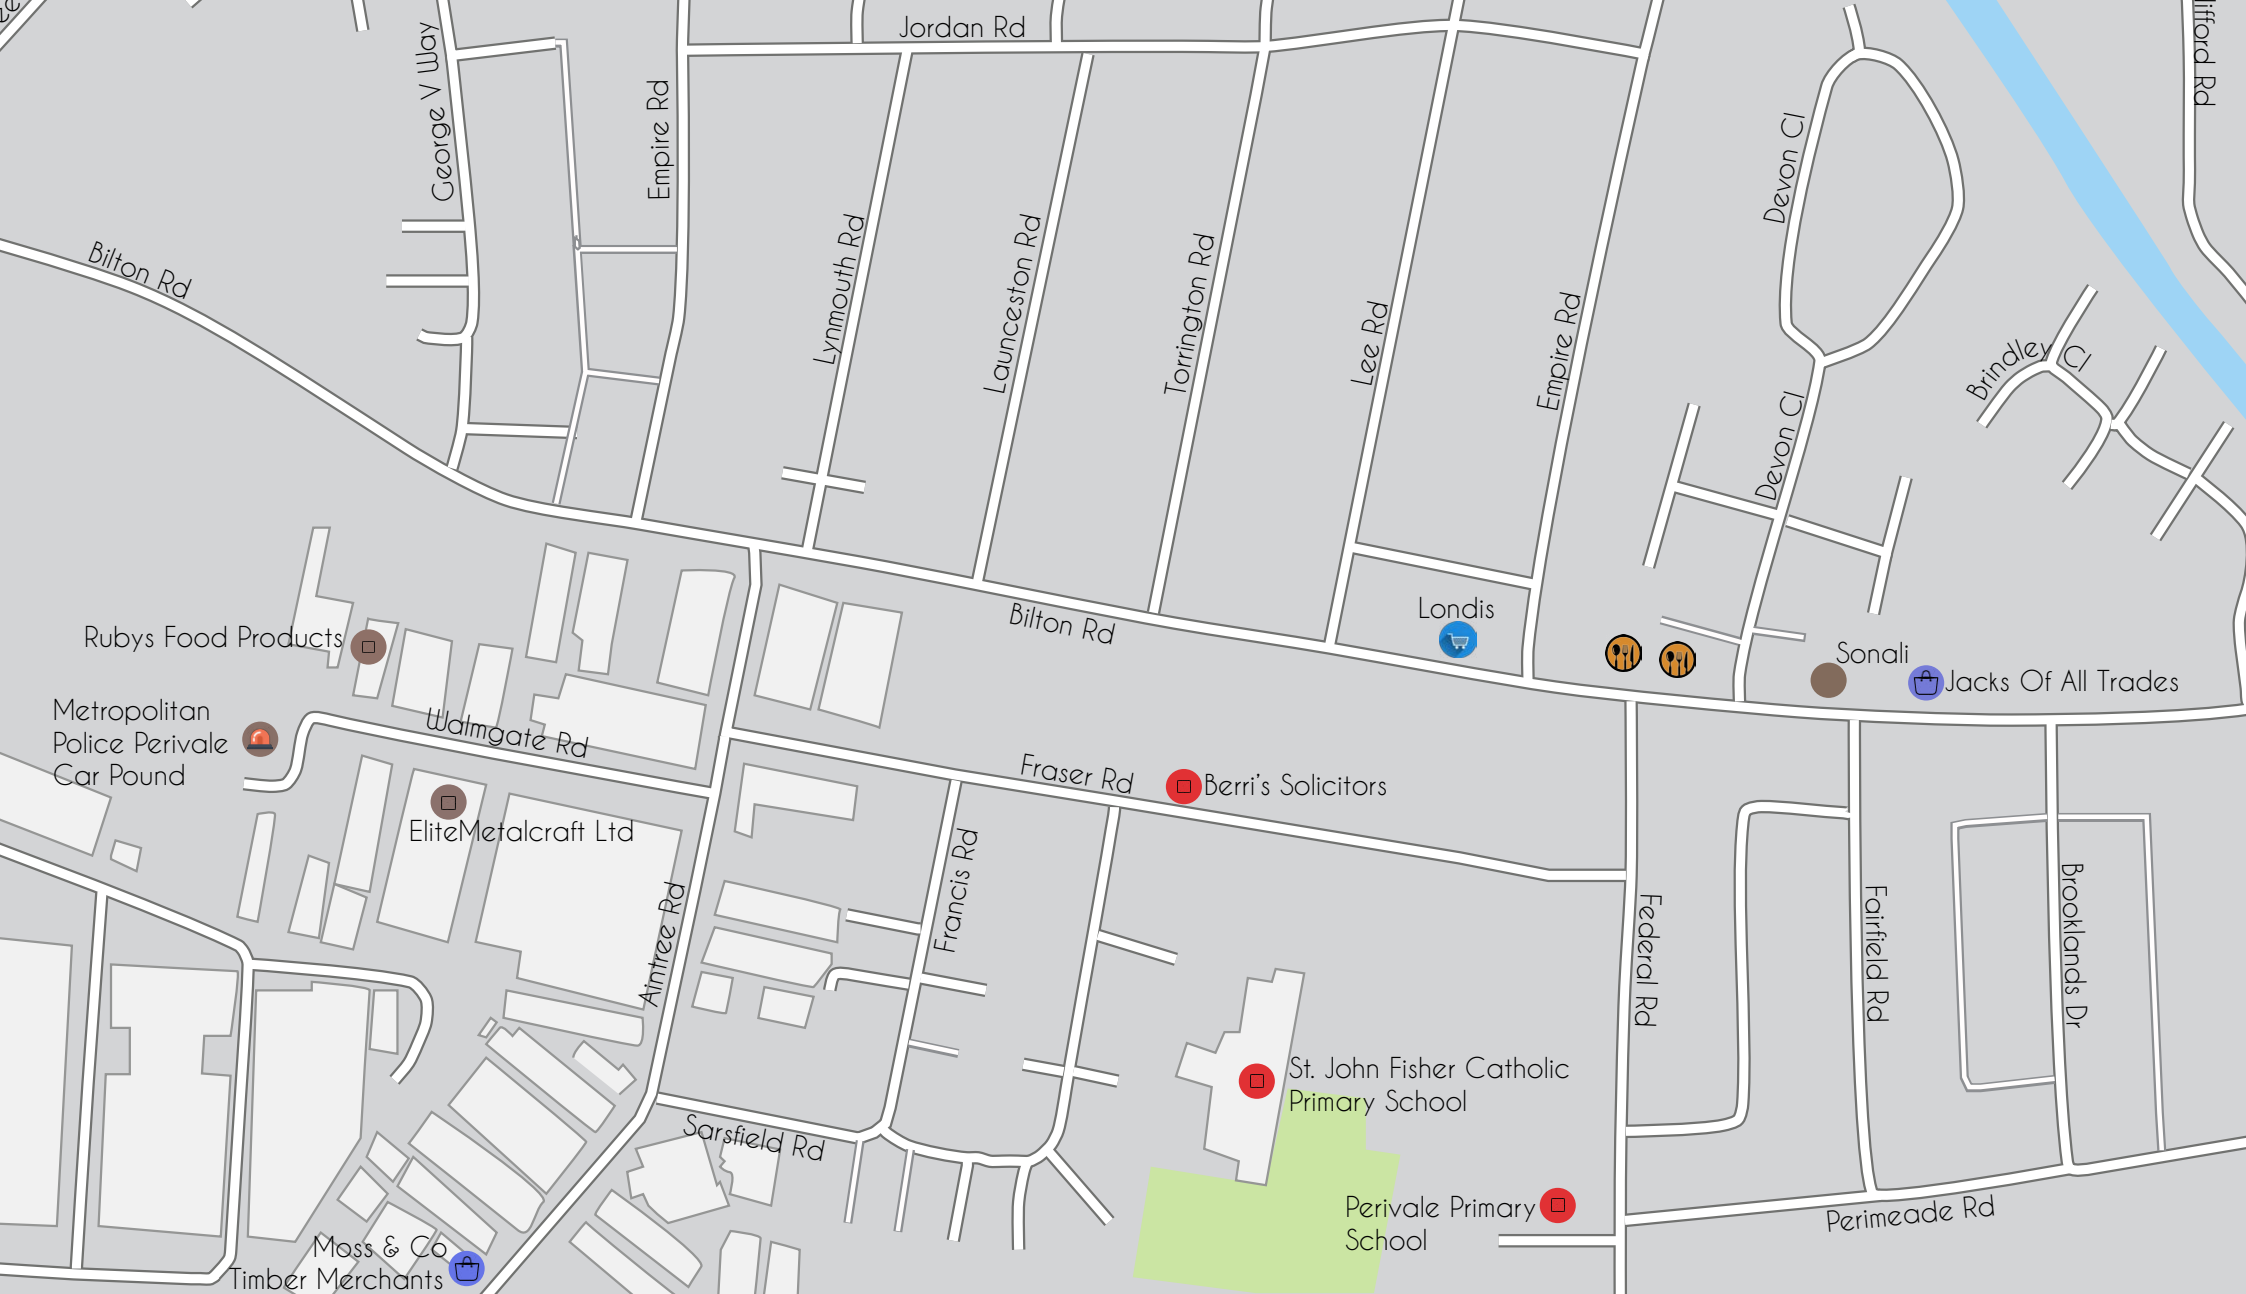 Jordan Rd
George V Way
Empire Rd
lifford Rd
Devon Cl
Bilton Rd
Lynmouth Rd
Launceston Rd
Torrington Rd
Lee Rd
Empire Rd
Brindley Cl
Devon Cl
Bilton Rd
Londis
Rubys Food Products
Sonali
Jacks Of All Trades
Metropolitan
Police Perivale
Car Pound
Walmgate Rd
Fraser Rd
Berri's Solicitors
EliteMetalcraft Ltd
Francis Rd
Aintree Rd
Federal Rd
Fairfield Rd
Brooklands Dr
St. John Fisher Catholic
Primary School
Sarsfield Rd
Perivale Primary
School
Perimeade Rd
Moss & Co
Timber Merchants